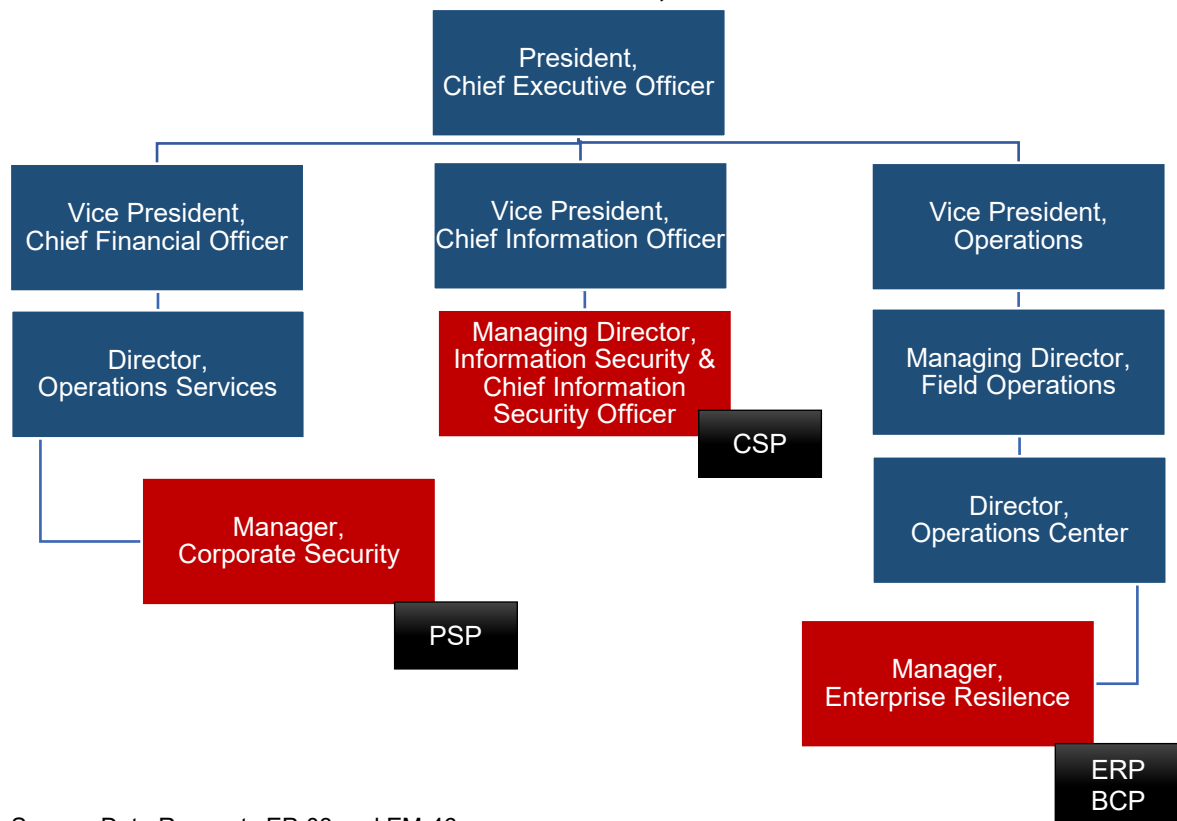 President,
Chief Executive Officer
Vice President,
Chief Financial Officer
Vice President,
Chief Information Officer
Vice President,
Operations
Director,
Operations Services
Managing Director,
Information Security &
Chief Information
Security Officer
CSP
Managing Director,
Field Operations
Manager,
Corporate Security
PSP
Director,
Operations Center
Manager,
Enterprise Resilence
ERP
BCP